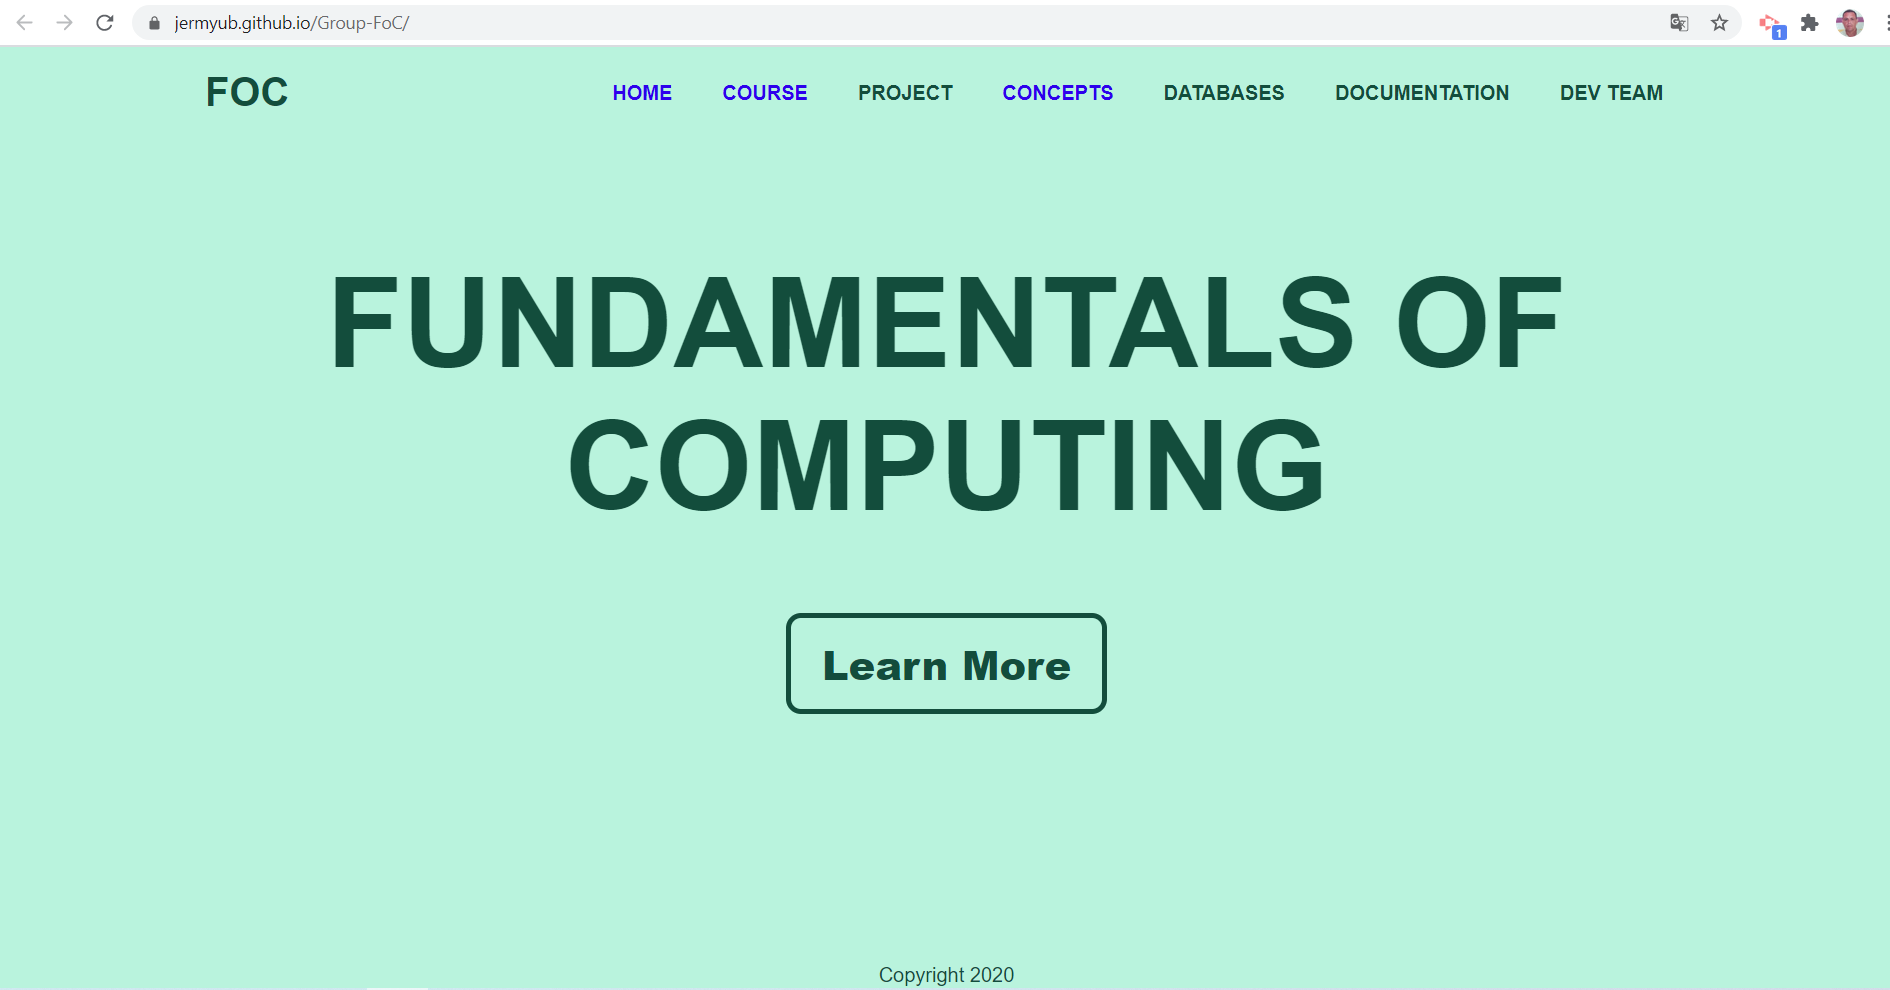 jermyub.github.io/Group-FoC/
1
FOC
HOME COURSE PROJECT CONCEPTS DATABASES DOCUMENTATION DEV TEAM
FUNDAMENTALS OF
COMPUTING
Learn More
Copyright 2020